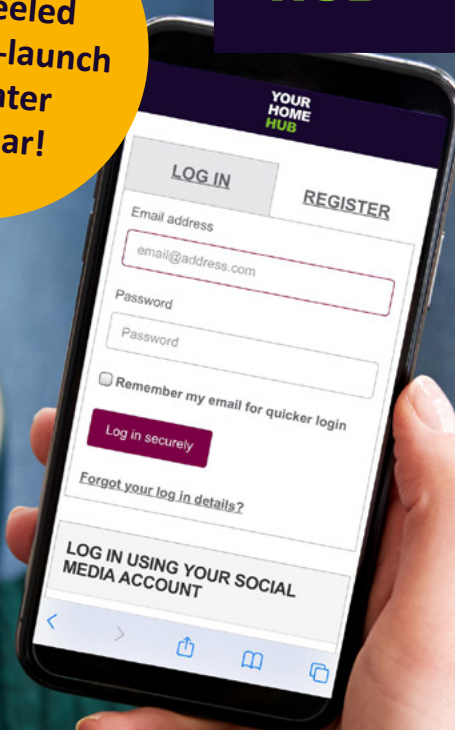 eeled
-launch
ater
ar!
HUB
YOUR
HOME
HUB
LOG IN
REGISTER
Email address
email@address.com
Password
Password
Remember my email for quicker login
Log in securely
Forgot your log in details?
LOG IN USING YOUR SOCIAL
MEDIA ACCOUNT